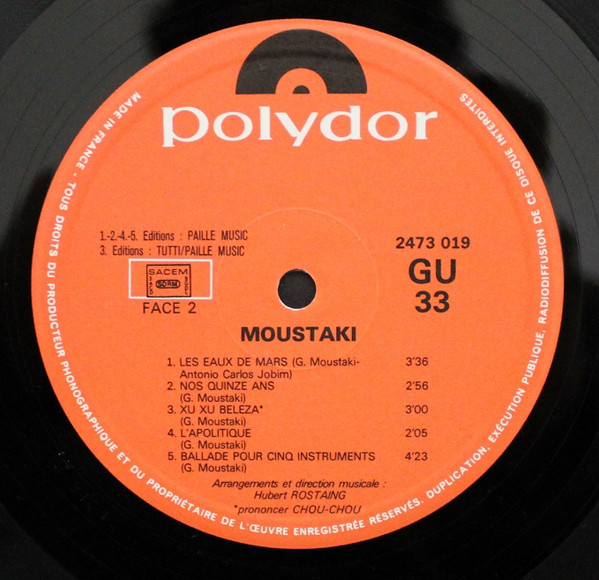 polydor
MADE IN FRANCE - TOUS DROITS DU PRODUCTEUR PHONOGRAPHIQUE ET DU PROPRIÉTAIRE DE L'ŒUVRE ENREGISTRÉE RÉSERVÉS. DUPLICATION, EXÉCUTION PUBLIQUE, RADIODIFFUSION DE CE DISQUE INTERDITES
1.-2.-4.-5. Editions : PAILLE MUSIC
3. Editions : TUTTI/PAILLE MUSIC
2473 019
SACEM
GU
FACE 2
33
MOUSTAKI
1. LES EAUX DE MARS (G. Moustaki- 3'36
Antonio Carlos Jobim)
2. NOS QUINZE ANS 2'56
(G. Moustaki)
3. XU XU BELEZA* 3'00
(G. Moustaki)
4. L'APOLITIQUE 2'05
(G. Moustaki)
5. BALLADE POUR CINQ INSTRUMENTS 4'23
(G. Moustaki)
Arrangements et direction musicale :
Hubert ROSTAING
*prononcer CHOU-CHOU